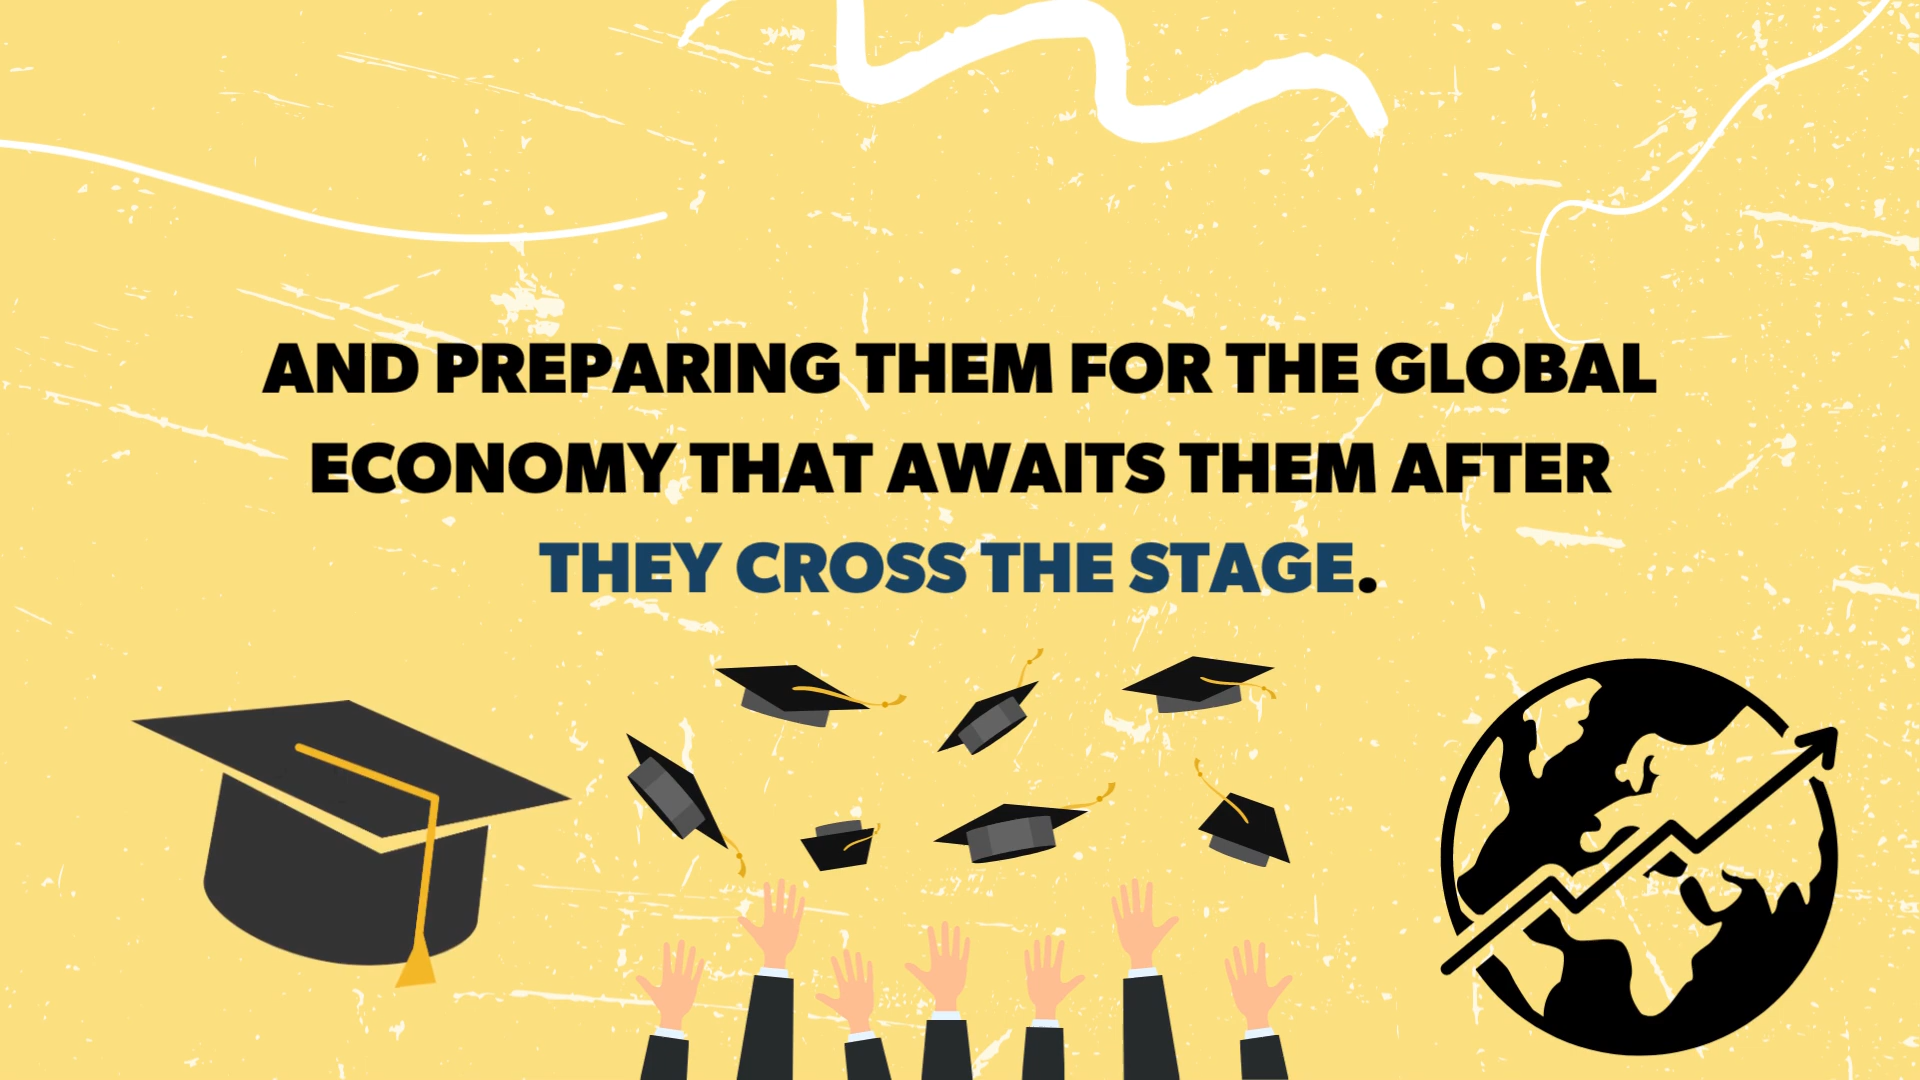 AND PREPARING THEM FOR THE GLOBAL
ECONOMY THAT AWAITS THEM AFTER
THEY CROSS THE STAGE.